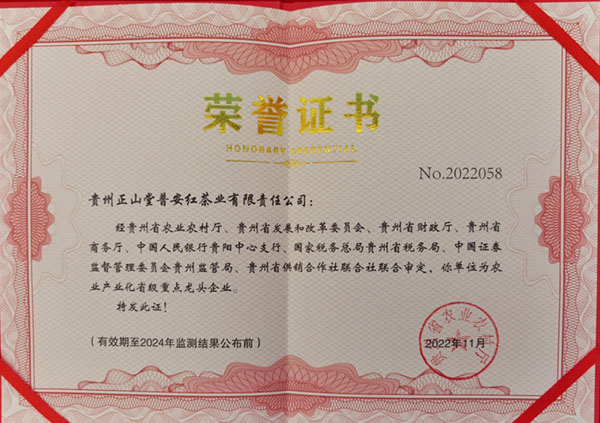 荣誉证书
HONORARY CREDENTIAL
No.2022058
贵州正山堂普安红茶业有限责任公司：
经贵州省农业农村厅、贵州省发展和改革委员会、贵州省财政厅、贵州省
商务厅、中国人民银行贵阳中心支行、国家税务总局贵州省税务局、中国证券
监督管理委员会贵州监管局、贵州省供销合作社联合社联合审定，你单位为农
业产业化省级重点龙头企业。
特发此证！
（有效期至2024年监测结果公布前）
贵州省农业农村厅
2022年11月